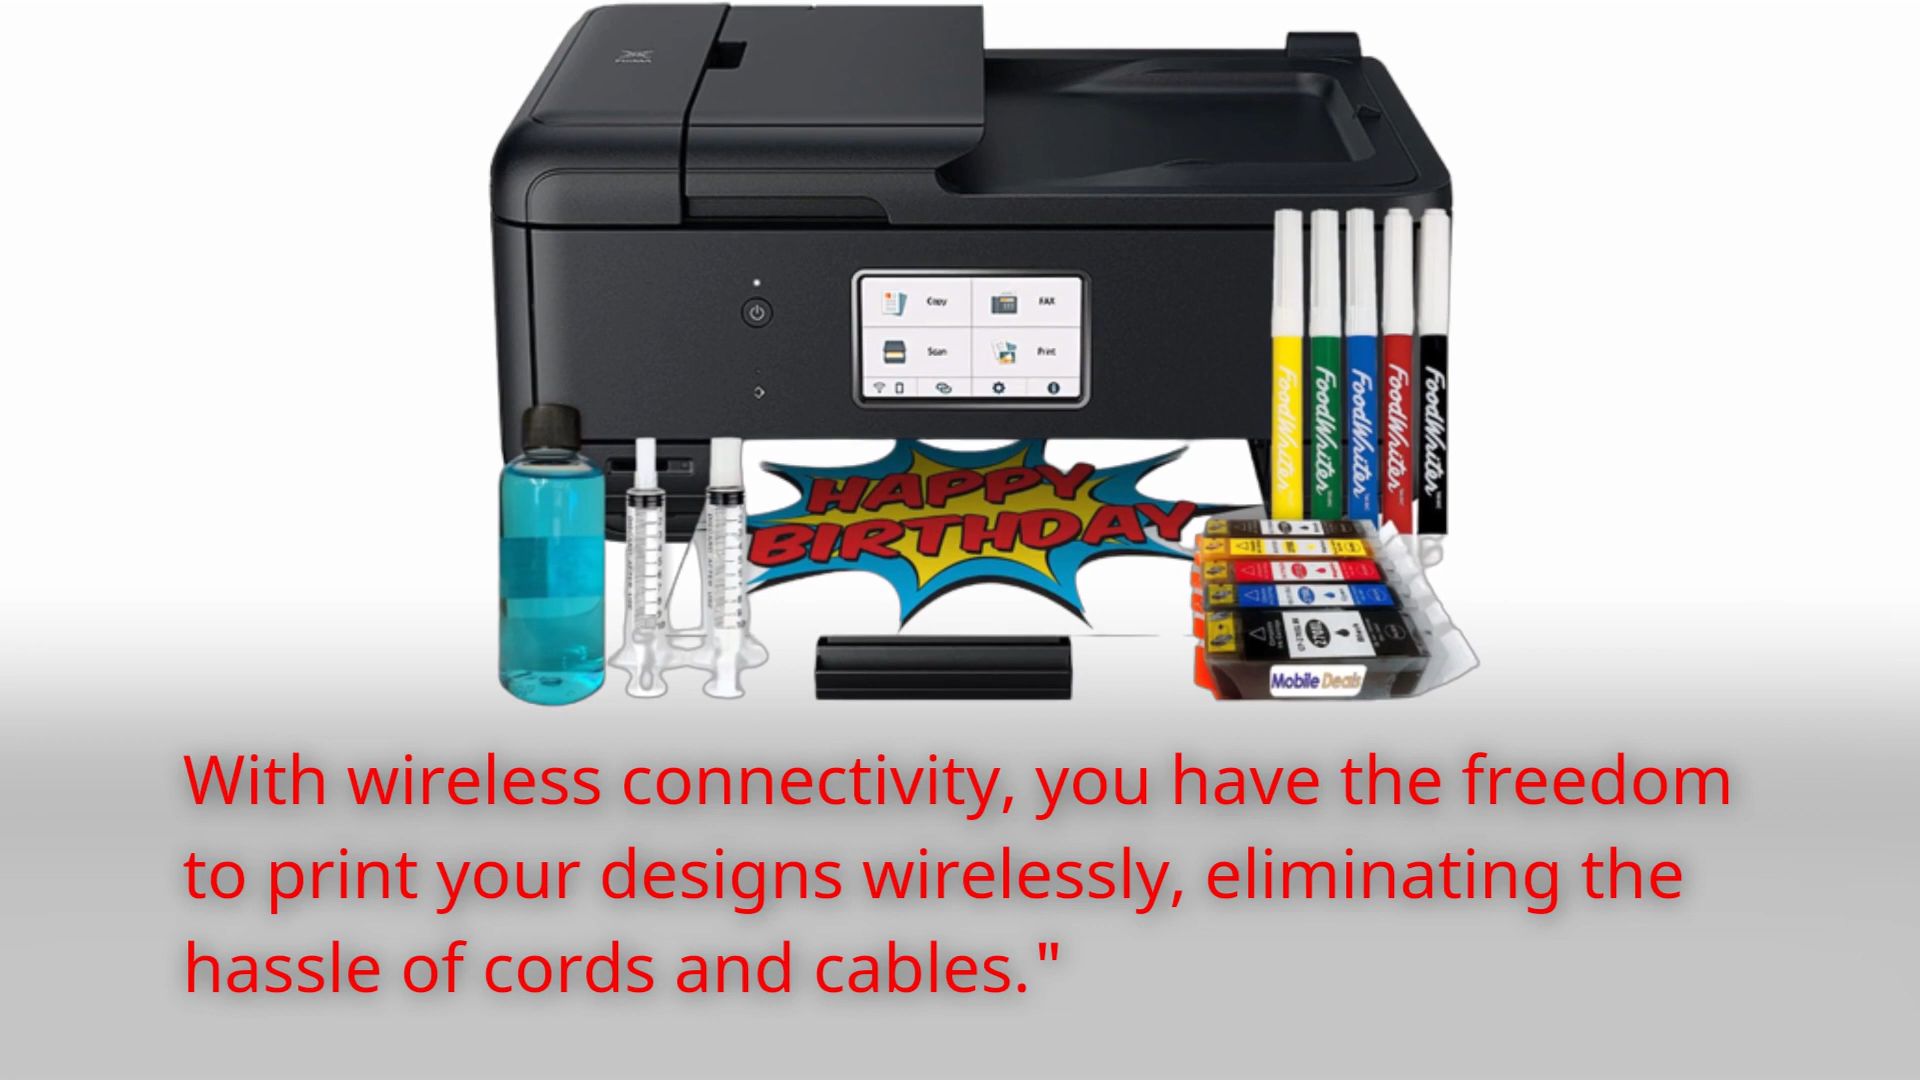 Copy
FAX
Scan
Print
FoodWriter
FoodWriter
FoodWriter
FoodWriter
FoodWriter
HAPPY
BIRTHDAY
Mobile Deals
With wireless connectivity, you have the freedom
to print your designs wirelessly, eliminating the
hassle of cords and cables."